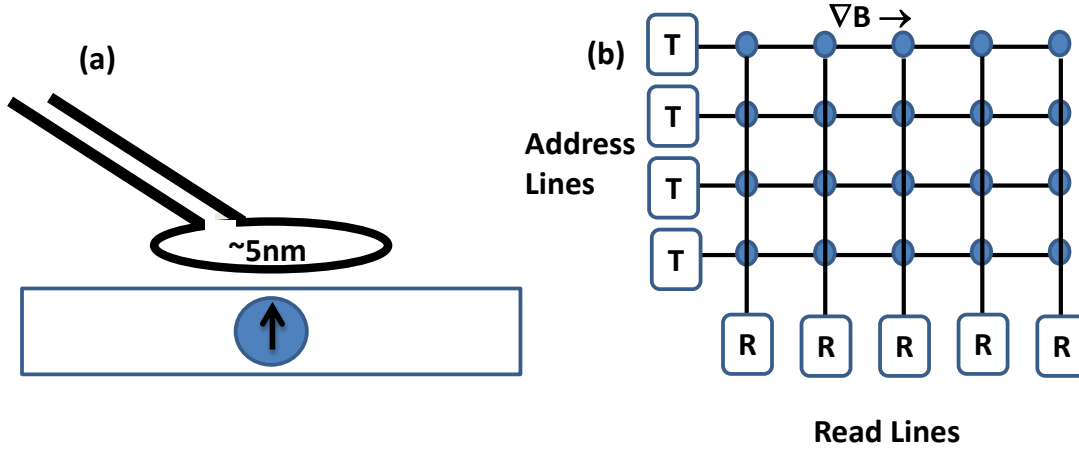 (a)
~5nm
(b)
∇B →
T
T
T
T
Address
Lines
R
R
R
R
R
Read Lines